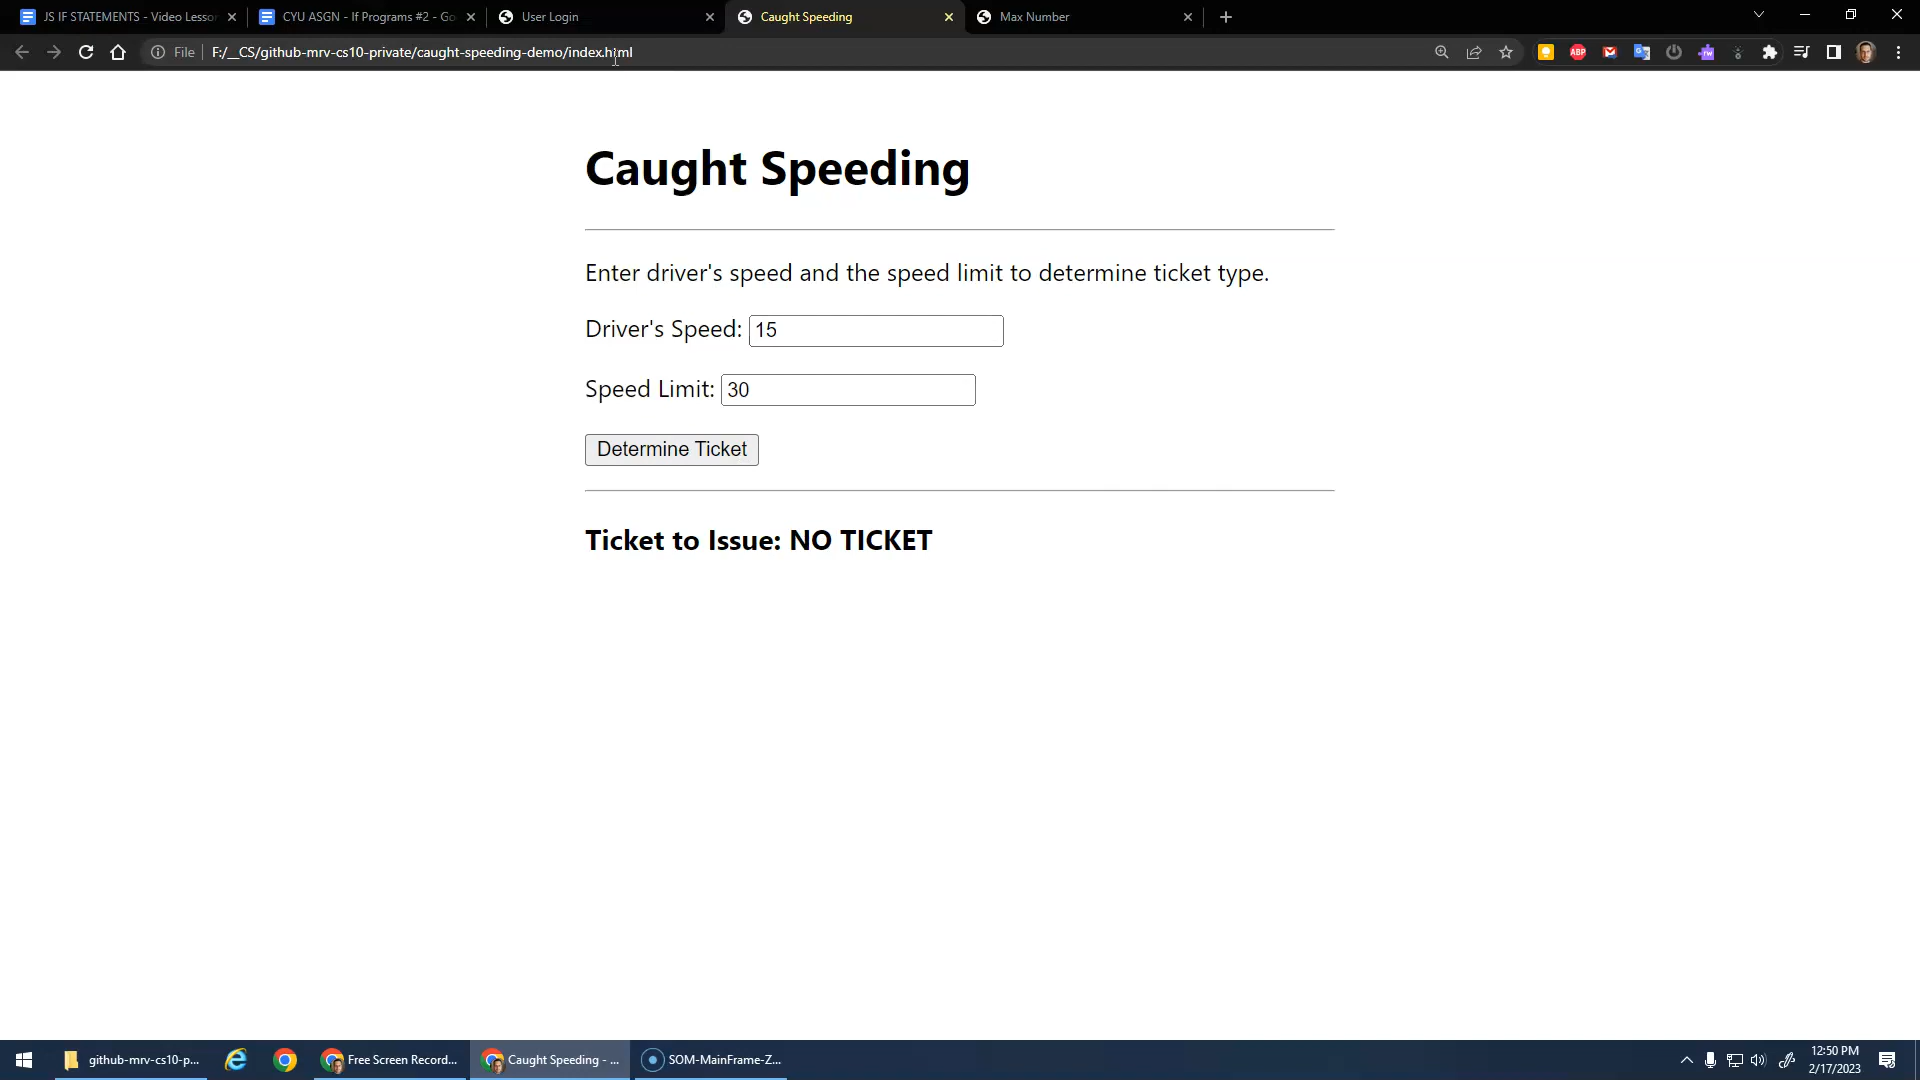 JS IF STATEMENTS - Video Lesson
CYU ASGN - If Programs #2 - Go
User Login
Caught Speeding
Max Number
File
F:/__CS/github-mrv-cs10-private/caught-speeding-demo/index.html
ABP
Caught Speeding
Enter driver's speed and the speed limit to determine ticket type.
Driver's Speed: 15
Speed Limit: 30
Determine Ticket
Ticket to Issue: NO TICKET
github-mrv-cs10-p...
Free Screen Record...
Caught Speeding - ...
SOM-MainFrame-Z...
12:50 PM
2/17/2023